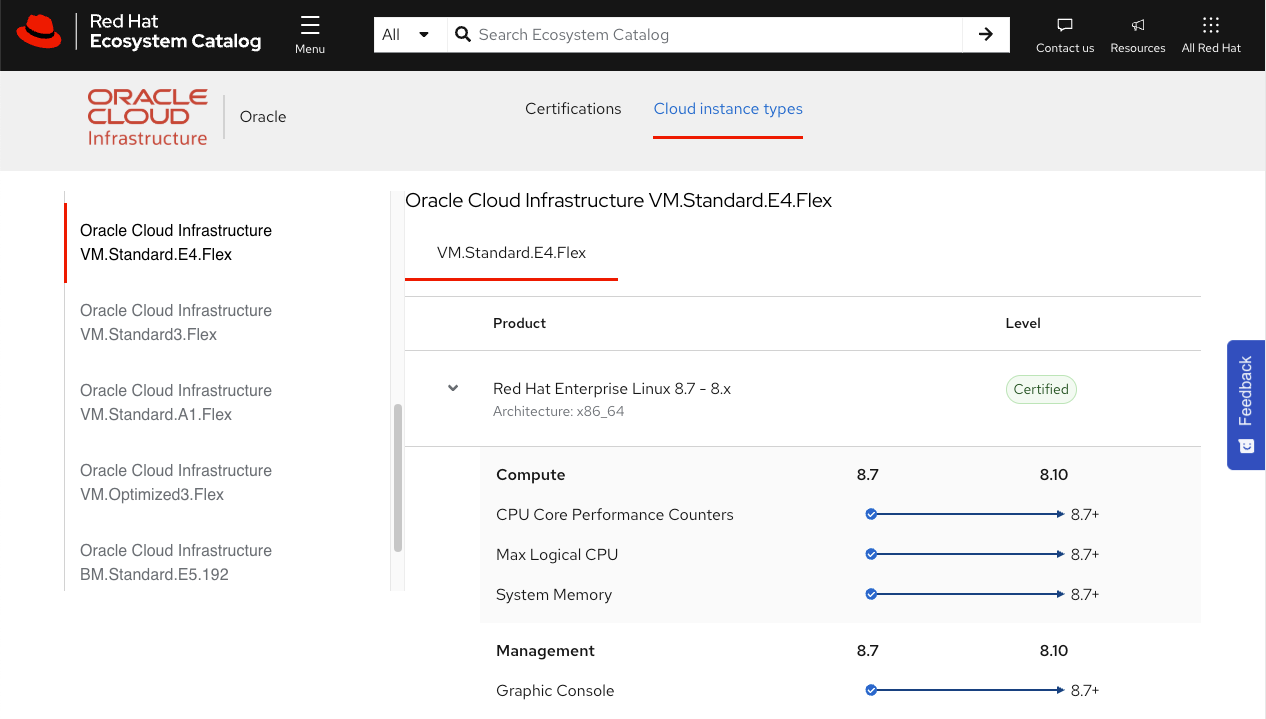 Red Hat
Ecosystem Catalog
Menu
All
Search Ecosystem Catalog
Contact us
Resources
All Red Hat
ORACLE
CLOUD
Infrastructure
Oracle
Certifications
Cloud instance types
Oracle Cloud Infrastructure
VM.Standard.E4.Flex
Oracle Cloud Infrastructure
VM.Standard3.Flex
Oracle Cloud Infrastructure
VM.Standard.A1.Flex
Oracle Cloud Infrastructure
VM.Optimized3.Flex
Oracle Cloud Infrastructure
BM.Standard.E5.192
Oracle Cloud Infrastructure VM.Standard.E4.Flex
VM.Standard.E4.Flex
Product Level
Red Hat Enterprise Linux 8.7 - 8.x Certified
Architecture: x86_64
Compute 8.7 8.10
CPU Core Performance Counters 8.7+
Max Logical CPU 8.7+
System Memory 8.7+
Management 8.7 8.10
Graphic Console 8.7+
Feedback